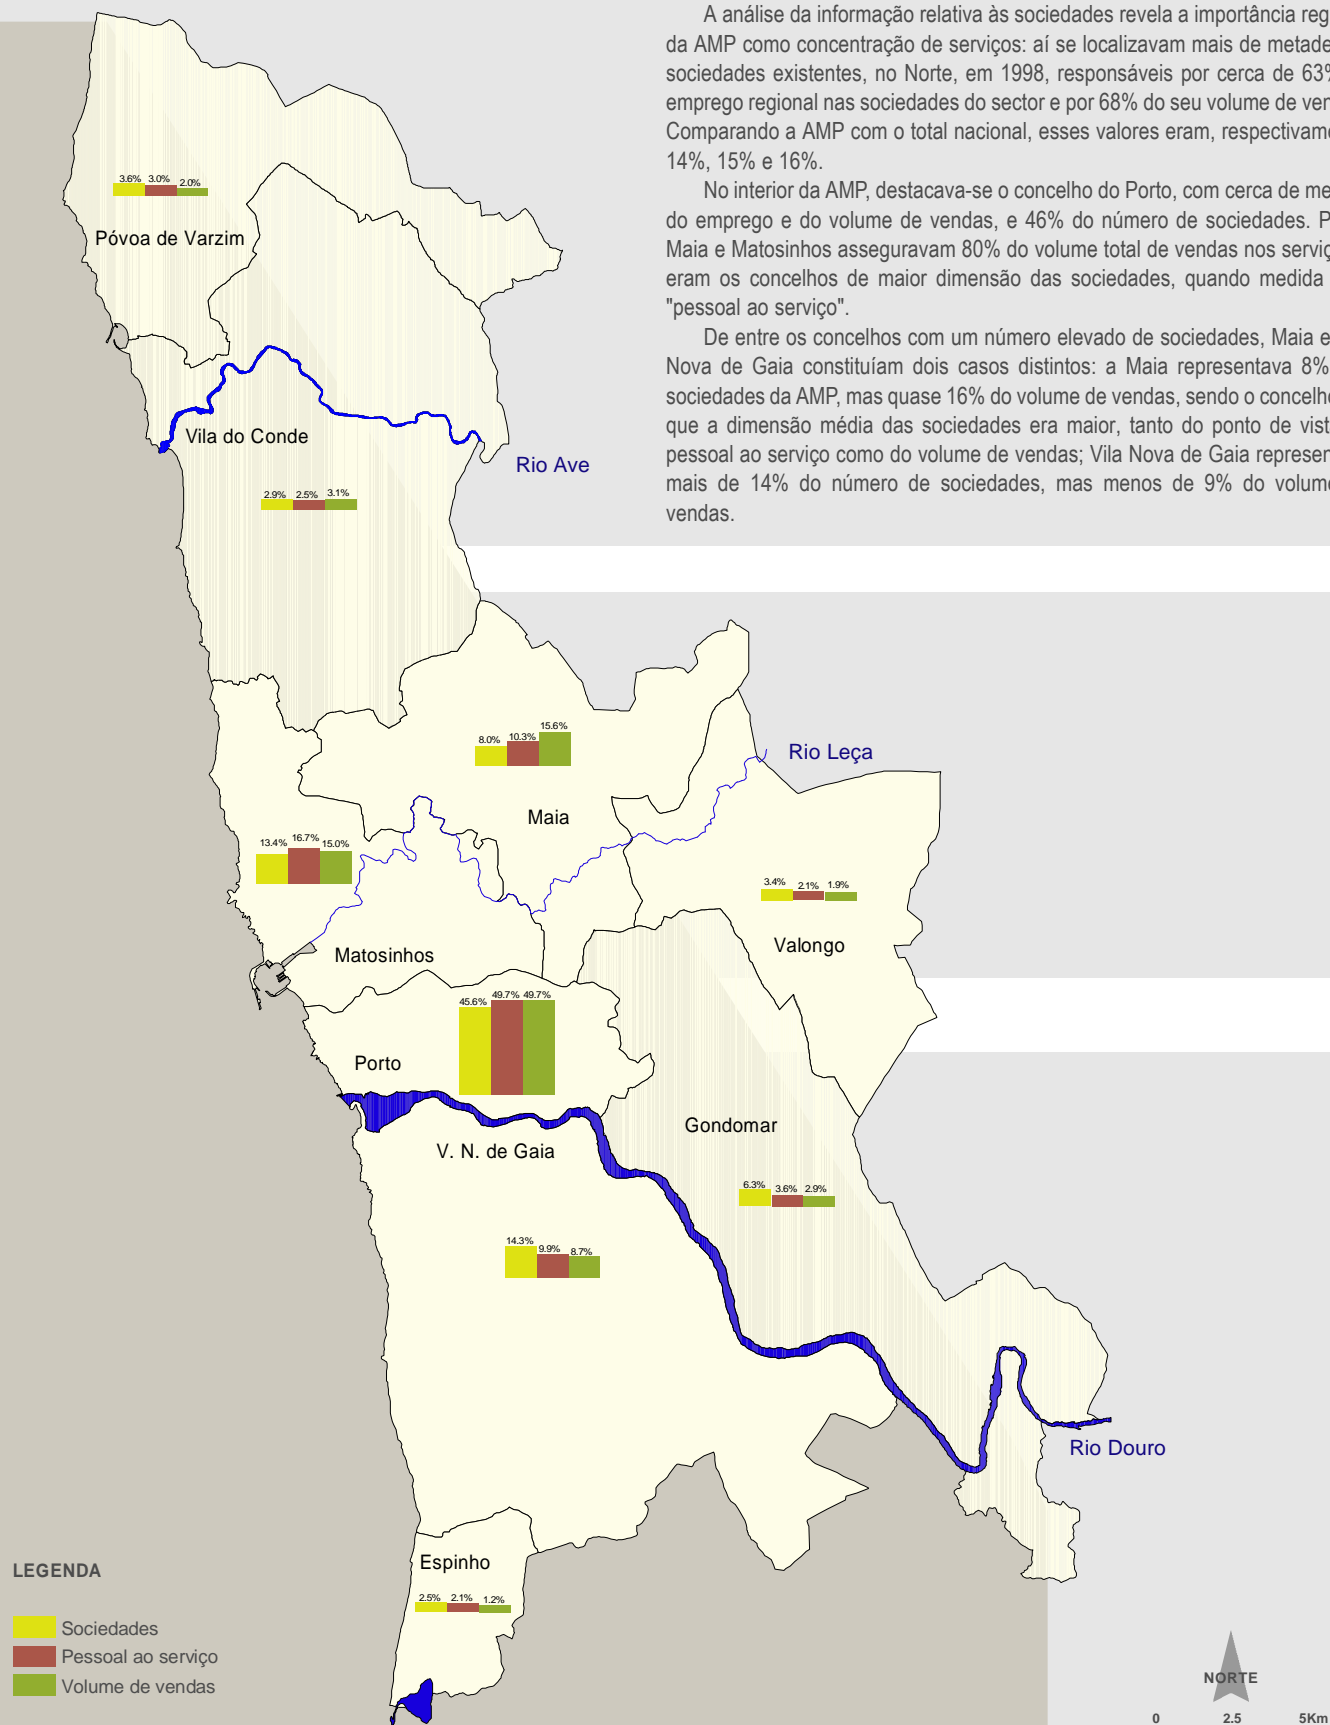 A análise da informação relativa às sociedades revela a importância reg
da AMP como concentração de serviços: aí se localizavam mais de metade
sociedades existentes, no Norte, em 1998, responsáveis por cerca de 63%
emprego regional nas sociedades do sector e por 68% do seu volume de ven
Comparando a AMP com o total nacional, esses valores eram, respectivam
14%, 15% e 16%.
No interior da AMP, destacava-se o concelho do Porto, com cerca de me
do emprego e do volume de vendas, e 46% do número de sociedades. P
Maia e Matosinhos asseguravam 80% do volume total de vendas nos serviç
eram os concelhos de maior dimensão das sociedades, quando medida
"pessoal ao serviço".
De entre os concelhos com um número elevado de sociedades, Maia e
Nova de Gaia constituíam dois casos distintos: a Maia representava 8%
sociedades da AMP, mas quase 16% do volume de vendas, sendo o concelho
que a dimensão média das sociedades era maior, tanto do ponto de vist
pessoal ao serviço como do volume de vendas; Vila Nova de Gaia represen
mais de 14% do número de sociedades, mas menos de 9% do volume
vendas.
3.6% 3.0% 2.0%
Póvoa de Varzim
Vila do Conde
Rio Ave
2.9% 2.5% 3.1%
8.0% 10.3% 15.6%
Rio Leça
Maia
13.4% 16.7% 15.0%
3.4% 2.1% 1.9%
Valongo
Matosinhos
45.6% 49.7% 49.7%
Porto
Gondomar
V. N. de Gaia
6.3% 3.6% 2.9%
14.3% 9.9% 8.7%
Rio Douro
Espinho
2.5% 2.1% 1.2%
LEGENDA
Sociedades
Pessoal ao serviço
Volume de vendas
NORTE
0 2.5 5Km